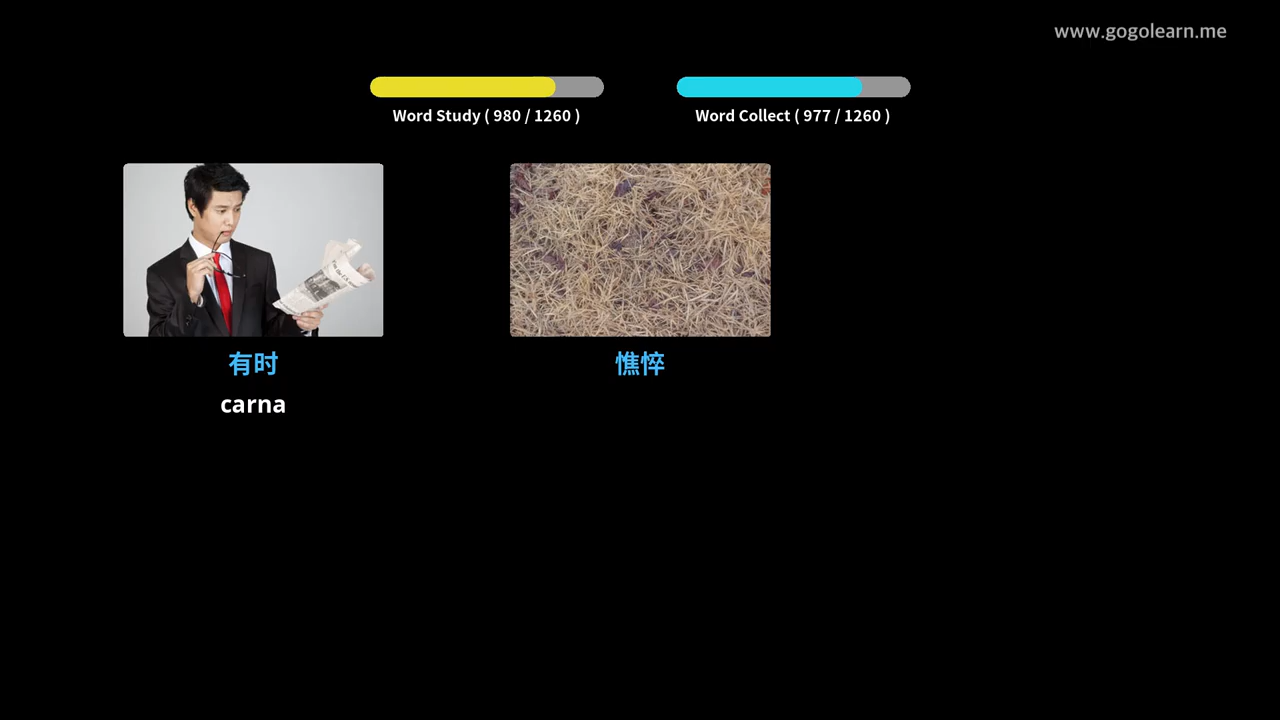 www.gogolearn.me
Word Study ( 980 / 1260 )
Word Collect ( 977 / 1260 )
有时
憔悴
carna